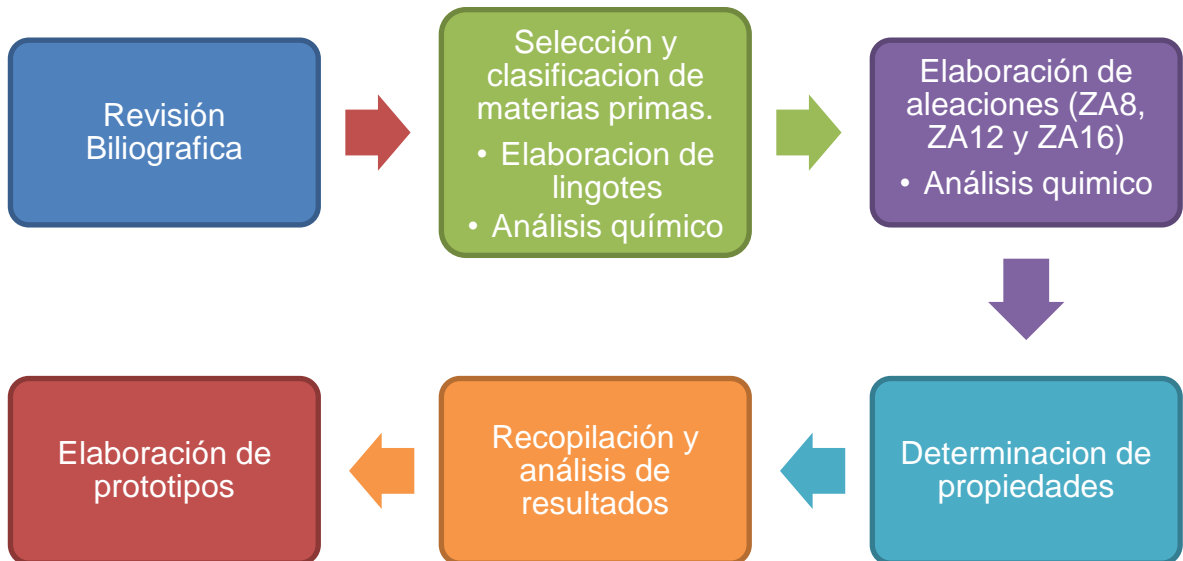 Revisión
Biliografica
Selección y
clasificacion de
materias primas.
• Elaboracion de
lingotes
• Análisis químico
Elaboración de
aleaciones (ZA8,
ZA12 y ZA16)
• Análisis quimico
Determinacion de
propiedades
Recopilación y
análisis de
resultados
Elaboración de
prototipos